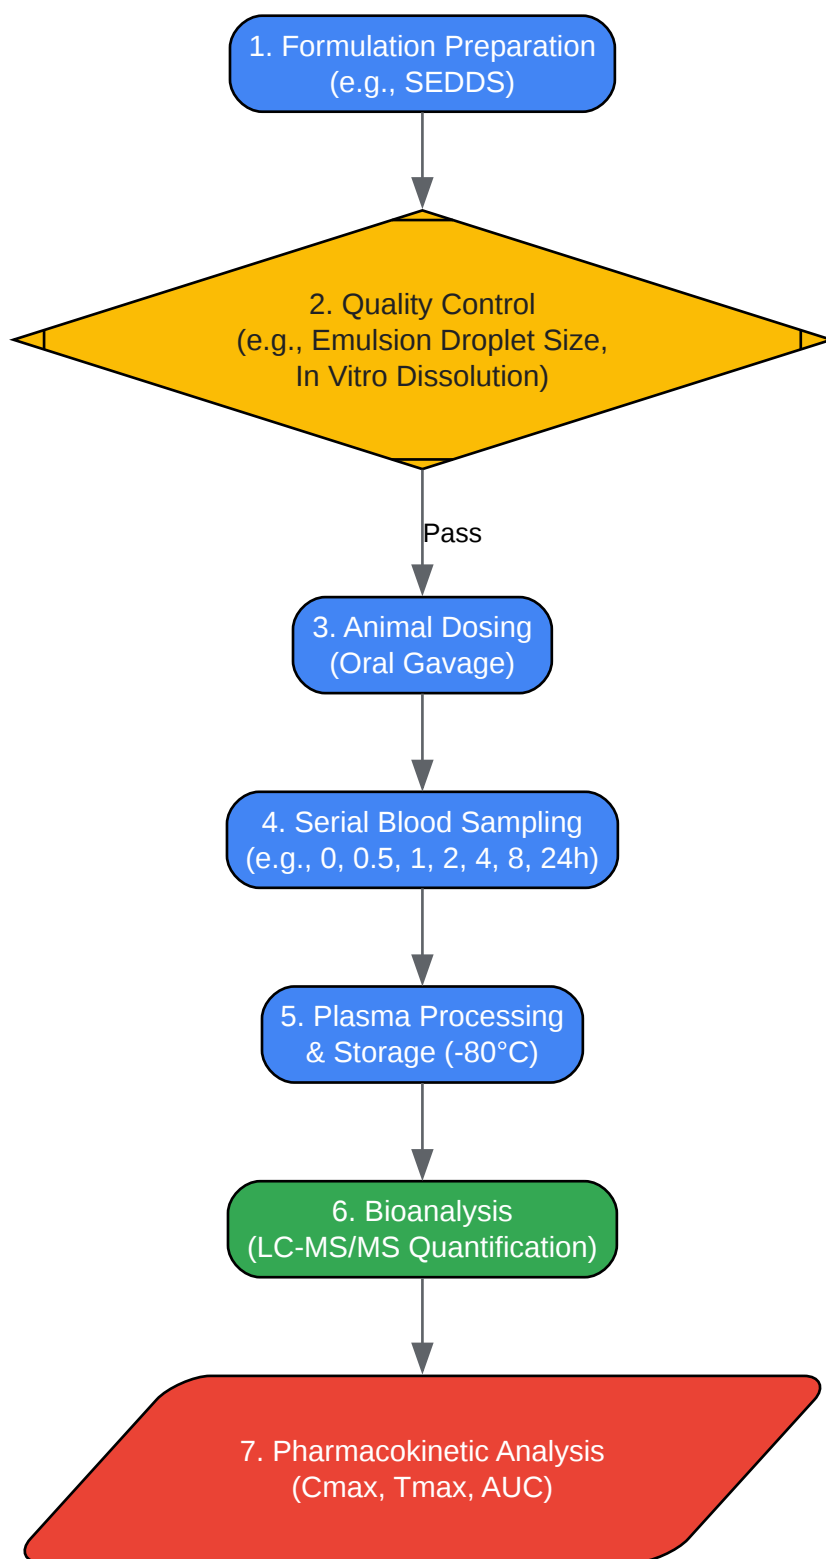 1. Formulation Preparation
(e.g., SEDDS)
2. Quality Control
(e.g., Emulsion Droplet Size,
In Vitro Dissolution)
Pass
3. Animal Dosing
(Oral Gavage)
4. Serial Blood Sampling
(e.g., 0, 0.5, 1, 2, 4, 8, 24h)
5. Plasma Processing
& Storage (-80°C)
6. Bioanalysis
(LC-MS/MS Quantification)
7. Pharmacokinetic Analysis
(Cmax, Tmax, AUC)